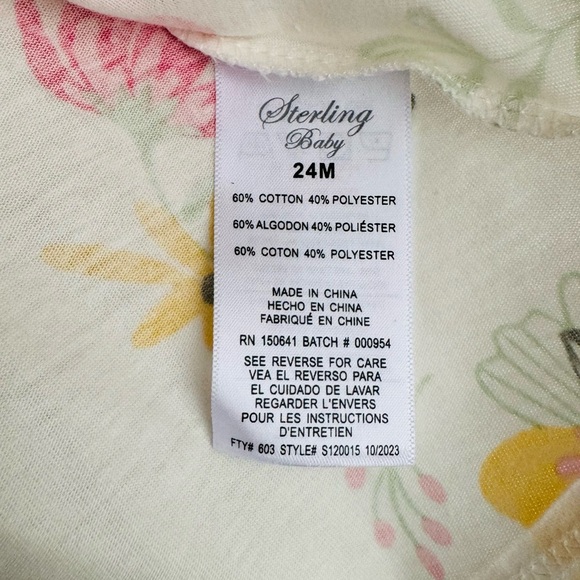 Sterling
Baby
24M
60% COTTON 40% POLYESTER
60% ALGODON 40% POLIÉSTER
60% COTON 40% POLYESTER
MADE IN CHINA
HECHO EN CHINA
FABRIQUÉ EN CHINE
RN 150641 BATCH # 000954
SEE REVERSE FOR CARE
VEA EL REVERSO PARA
EL CUIDADO DE LAVAR
REGARDER L'ENVERS
POUR LES INSTRUCTIONS
D'ENTRETIEN
FTY# 603 STYLE# S120015 10/2023